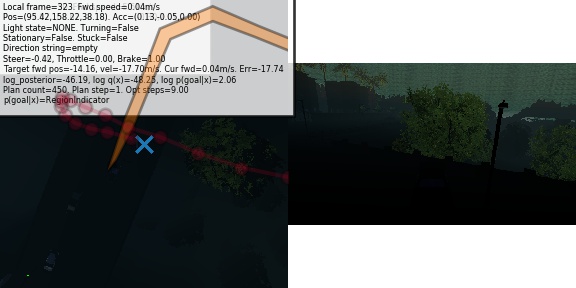 Local frame=323. Fwd speed=0.04m/s
Pos=(95.42,158.22,38.18). Acc=(0.13,-0.05,0.00)
Light state=NONE. Turning=False
Stationary=False. Stuck=False
Direction string=empty
Steer=-0.42, Throttle=0.00, Brake=1.00
Target fwd pos=-14.16, vel=-17.70m/s. Cur fwd=0.04m/s. Err=-17.74
log_posterior=-46.19, log q(x)=-48.25, log p(goal|x)=2.06
Plan count=450, Plan step=1. Opt steps=9.00
p(goal|x)=RegionIndicator